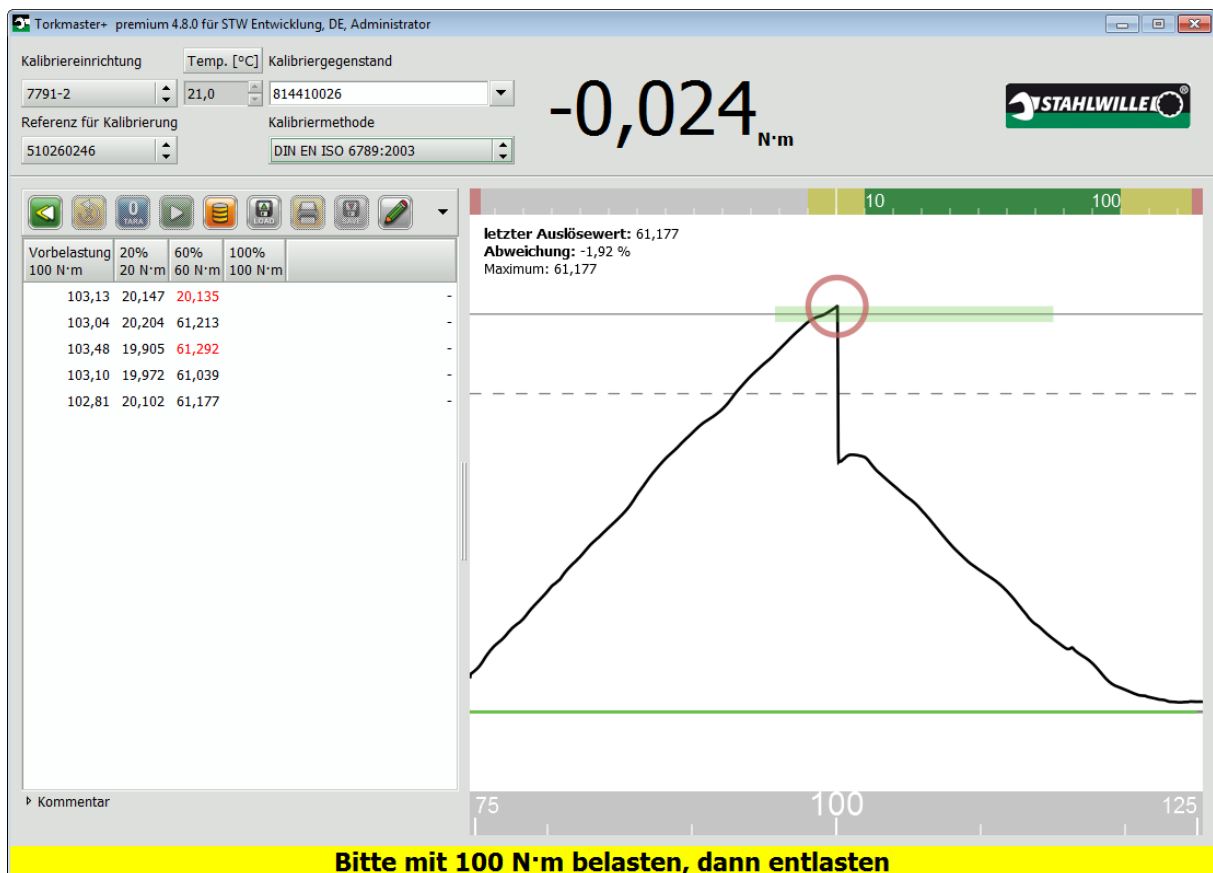 Torkmaster+ premium 4.8.0 für STW Entwicklung, DE, Administrator
Kalibriereinrichtung Temp. [°C] Kalibriergegenstand
7791-2 21,0 814410026
Referenz für Kalibrierung Kalibriermethode
510260246 DIN EN ISO 6789:2003
-0,024 N·m
STAHLWILLE ®
0 TARA LOAD SAVE
Vorbelastung 20% 60% 100%
100 N·m 20 N·m 60 N·m 100 N·m
103,13 20,147 20,135 -
103,04 20,204 61,213 -
103,48 19,905 61,292 -
103,10 19,972 61,039 -
102,81 20,102 61,177 -
Kommentar
10 100
letzter Auslösewert: 61,177
Abweichung: -1,92 %
Maximum: 61,177
75 100 125
Bitte mit 100 N·m belasten, dann entlasten